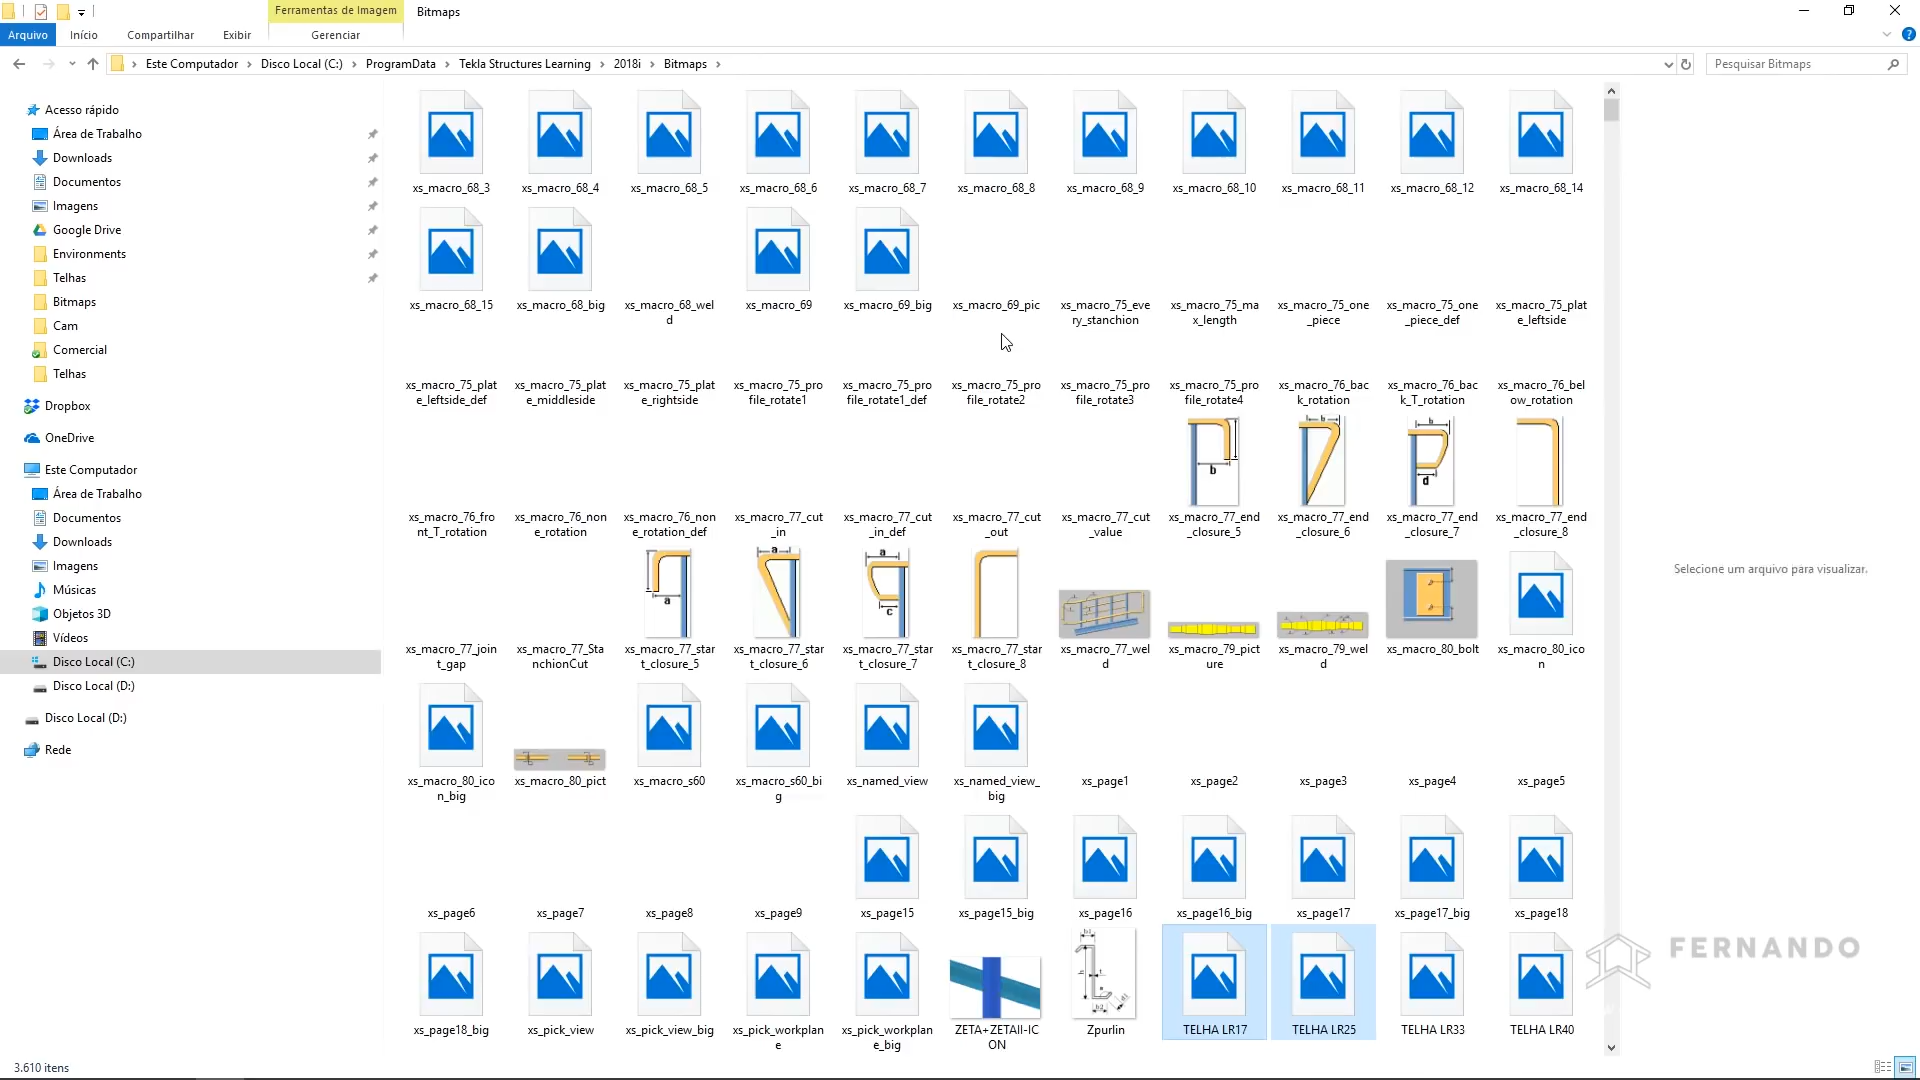 Ferramentas de Imagem
Bitmaps
Arquivo
Início
Compartilhar
Exibir
Gerenciar
Este Computador
Disco Local (C:)
ProgramData
Tekla Structures Learning
2018i
Bitmaps
Pesquisar Bitmaps
Acesso rápido
Área de Trabalho
Downloads
Documentos
Imagens
Google Drive
Environments
Telhas
Bitmaps
Cam
Comercial
Telhas
Dropbox
OneDrive
Este Computador
Área de Trabalho
Documentos
Downloads
Imagens
Músicas
Objetos 3D
Vídeos
Disco Local (C:)
Disco Local (D:)
Disco Local (D:)
Rede
xs_macro_68_3
xs_macro_68_4
xs_macro_68_5
xs_macro_68_6
xs_macro_68_7
xs_macro_68_8
xs_macro_68_9
xs_macro_68_10
xs_macro_68_11
xs_macro_68_12
xs_macro_68_14
xs_macro_68_15
xs_macro_68_big
xs_macro_68_wel
d
xs_macro_69
xs_macro_69_big
xs_macro_69_pic
xs_macro_75_eve
ry_stanchion
xs_macro_75_ma
x_length
xs_macro_75_one
_piece
xs_macro_75_one
_piece_def
xs_macro_75_plat
e_leftside
xs_macro_75_plat
e_leftside_def
xs_macro_75_plat
e_middleside
xs_macro_75_plat
e_rightside
xs_macro_75_pro
file_rotate1
xs_macro_75_pro
file_rotate1_def
xs_macro_75_pro
file_rotate2
xs_macro_75_pro
file_rotate3
xs_macro_75_pro
file_rotate4
xs_macro_76_bac
k_rotation
xs_macro_76_bac
k_T_rotation
xs_macro_76_bel
ow_rotation
b
b
b
d
xs_macro_76_fro
nt_T_rotation
xs_macro_76_non
e_rotation
xs_macro_76_non
e_rotation_def
xs_macro_77_cut
_in
xs_macro_77_cut
_in_def
xs_macro_77_cut
_out
xs_macro_77_cut
_value
xs_macro_77_end
_closure_5
xs_macro_77_end
_closure_6
xs_macro_77_end
_closure_7
xs_macro_77_end
_closure_8
a
a
a
c
xs_macro_77_join
t_gap
xs_macro_77_Sta
nchionCut
xs_macro_77_star
t_closure_5
xs_macro_77_star
t_closure_6
xs_macro_77_star
t_closure_7
xs_macro_77_star
t_closure_8
xs_macro_77_wel
d
xs_macro_79_pict
ure
xs_macro_79_wel
d
xs_macro_80_bolt
xs_macro_80_ico
n
xs_macro_80_ico
n_big
xs_macro_80_pict
xs_macro_s60
xs_macro_s60_bi
g
xs_named_view
xs_named_view_
big
xs_page1
xs_page2
xs_page3
xs_page4
xs_page5
xs_page6
xs_page7
xs_page8
xs_page9
xs_page15
xs_page15_big
xs_page16
xs_page16_big
xs_page17
xs_page17_big
xs_page18
b1
h
t
b2
xs_page18_big
xs_pick_view
xs_pick_view_big
xs_pick_workplan
e
xs_pick_workplan
e_big
ZETA+ZETAII-IC
ON
Zpurlin
TELHA LR17
TELHA LR25
TELHA LR33
TELHA LR40
Selecione um arquivo para visualizar.
FERNANDO
3.610 itens